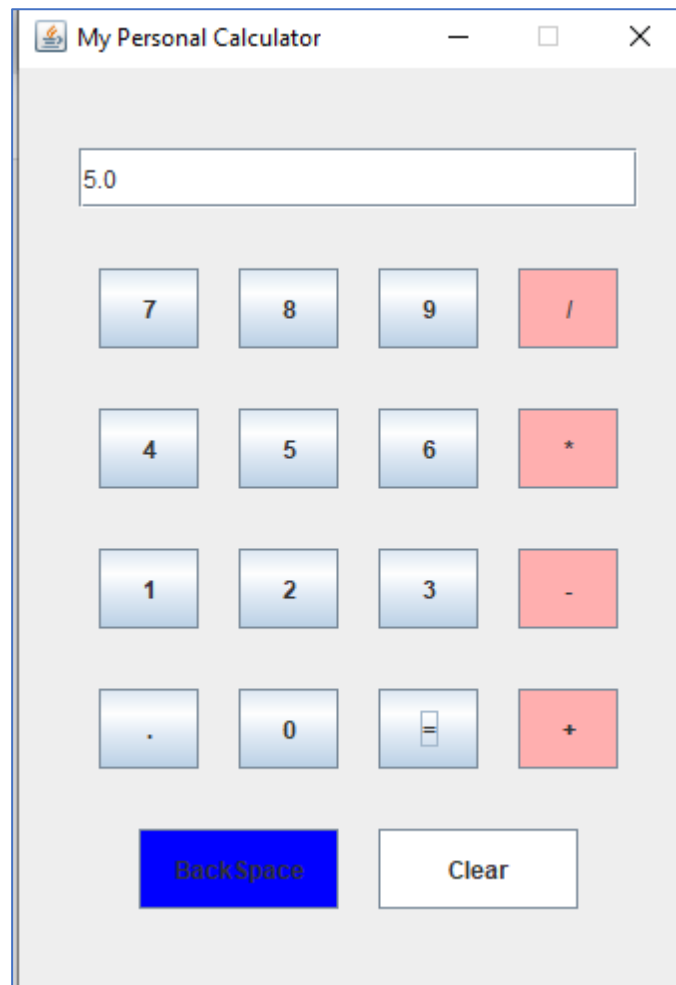 My Personal Calculator
5.0
7 8 9 /
4 5 6 *
1 2 3 -
. 0 = +
BackSpace Clear